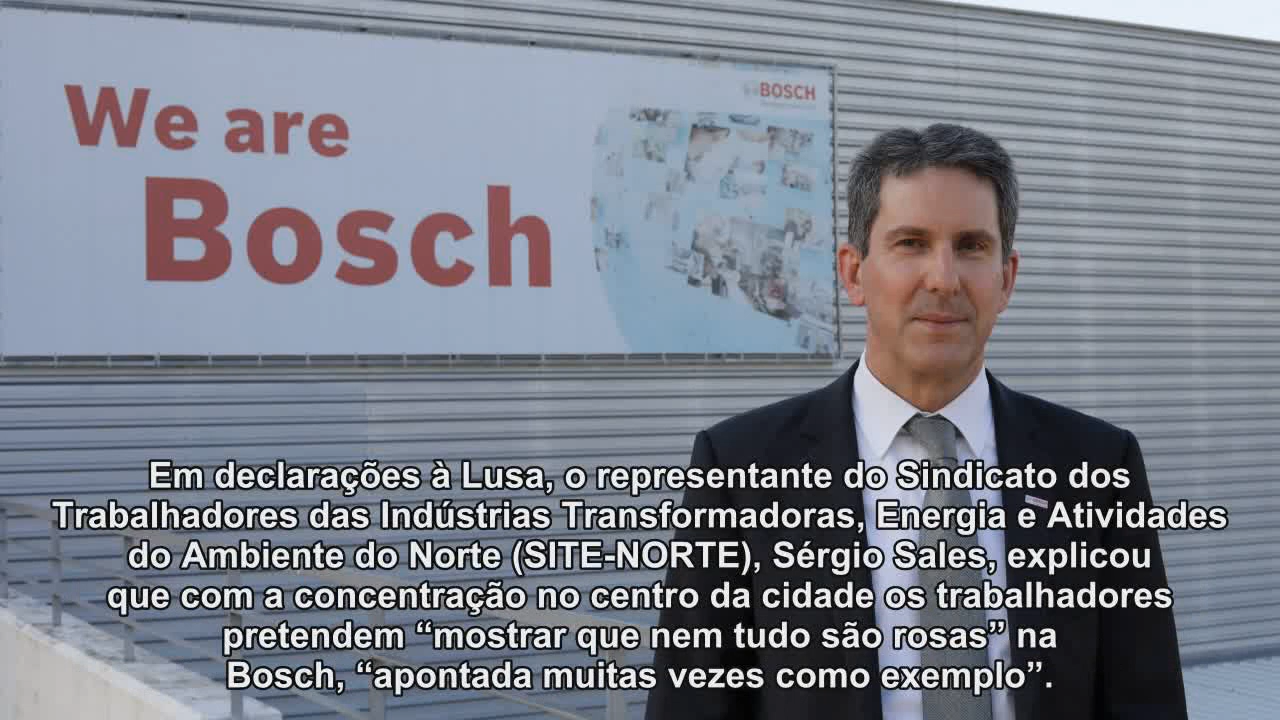 We are
Bosch
BOSCH
Em declarações à Lusa, o representante do Sindicato dos
Trabalhadores das Indústrias Transformadoras, Energia e Atividades
do Ambiente do Norte (SITE-NORTE), Sérgio Sales, explicou
que com a concentração no centro da cidade os trabalhadores
pretendem “mostrar que nem tudo são rosas” na
Bosch, “apontada muitas vezes como exemplo”.